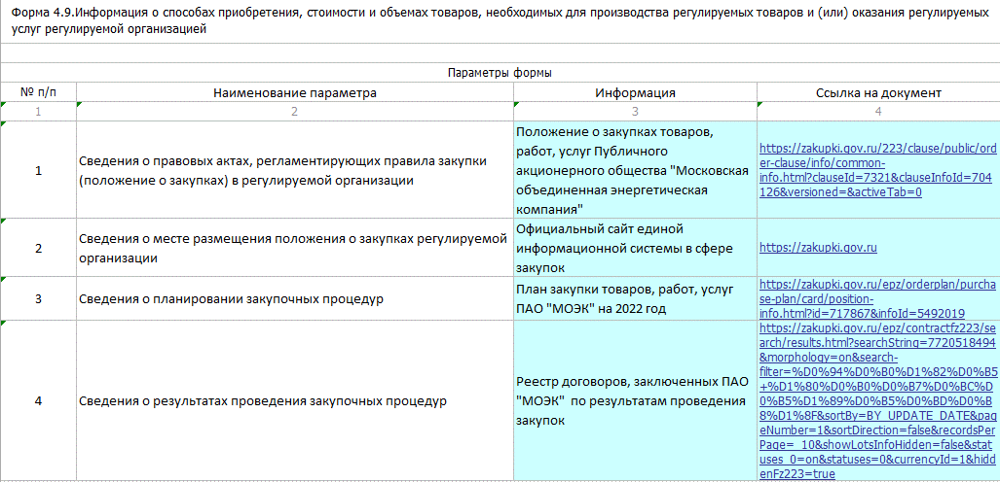 Форма 4.9.Информация о способах приобретения, стоимости и объемах товаров, необходимых для производства регулируемых товаров и (или) оказания регулируемых
услуг регулируемой организацией
Параметры формы
№ п/п
Наименование параметра
Информация
Ссылка на документ
1
2
3
4
1
Сведения о правовых актах, регламентирующих правила закупки
(положение о закупках) в регулируемой организации
Положение о закупках товаров,
работ, услуг Публичного
акционерного общества "Московская
объединенная энергетическая
компания"
https://zakupki.gov.ru/223/clause/public/ord
er-clause/info/common-
info.html?clauseId=7321&clauseInfoId=704
126&versioned=&activeTab=0
2
Сведения о месте размещения положения о закупках регулируемой
организации
Официальный сайт единой
информационной системы в сфере
закупок
https://zakupki.gov.ru
3
Сведения о планировании закупочных процедур
План закупки товаров, работ, услуг
ПАО "МОЭК" на 2022 год
https://zakupki.gov.ru/epz/orderplan/purcha
se-plan/card/position-
info.html?id=717867&infoId=5492019
4
Сведения о результатах проведения закупочных процедур
Реестр договоров, заключенных ПАО
"МОЭК" по результатам проведения
закупок
https://zakupki.gov.ru/epz/contractfz223/se
arch/results.html?searchString=7720518494
&morphology=on&search-
filter=%D0%94%D0%B0%D1%82%D0%B5
+%D1%80%D0%B0%D0%B7%D0%BC%D
0%B5%D1%89%D0%B5%D0%BD%D0%B
8%D1%8F&sortBy=BY_UPDATE_DATE&pag
eNumber=1&sortDirection=false&recordsPer
Page=_10&showLotsInfoHidden=false&stat
uses_0=on&statuses=0&currencyId=1&hid
denFz223=true